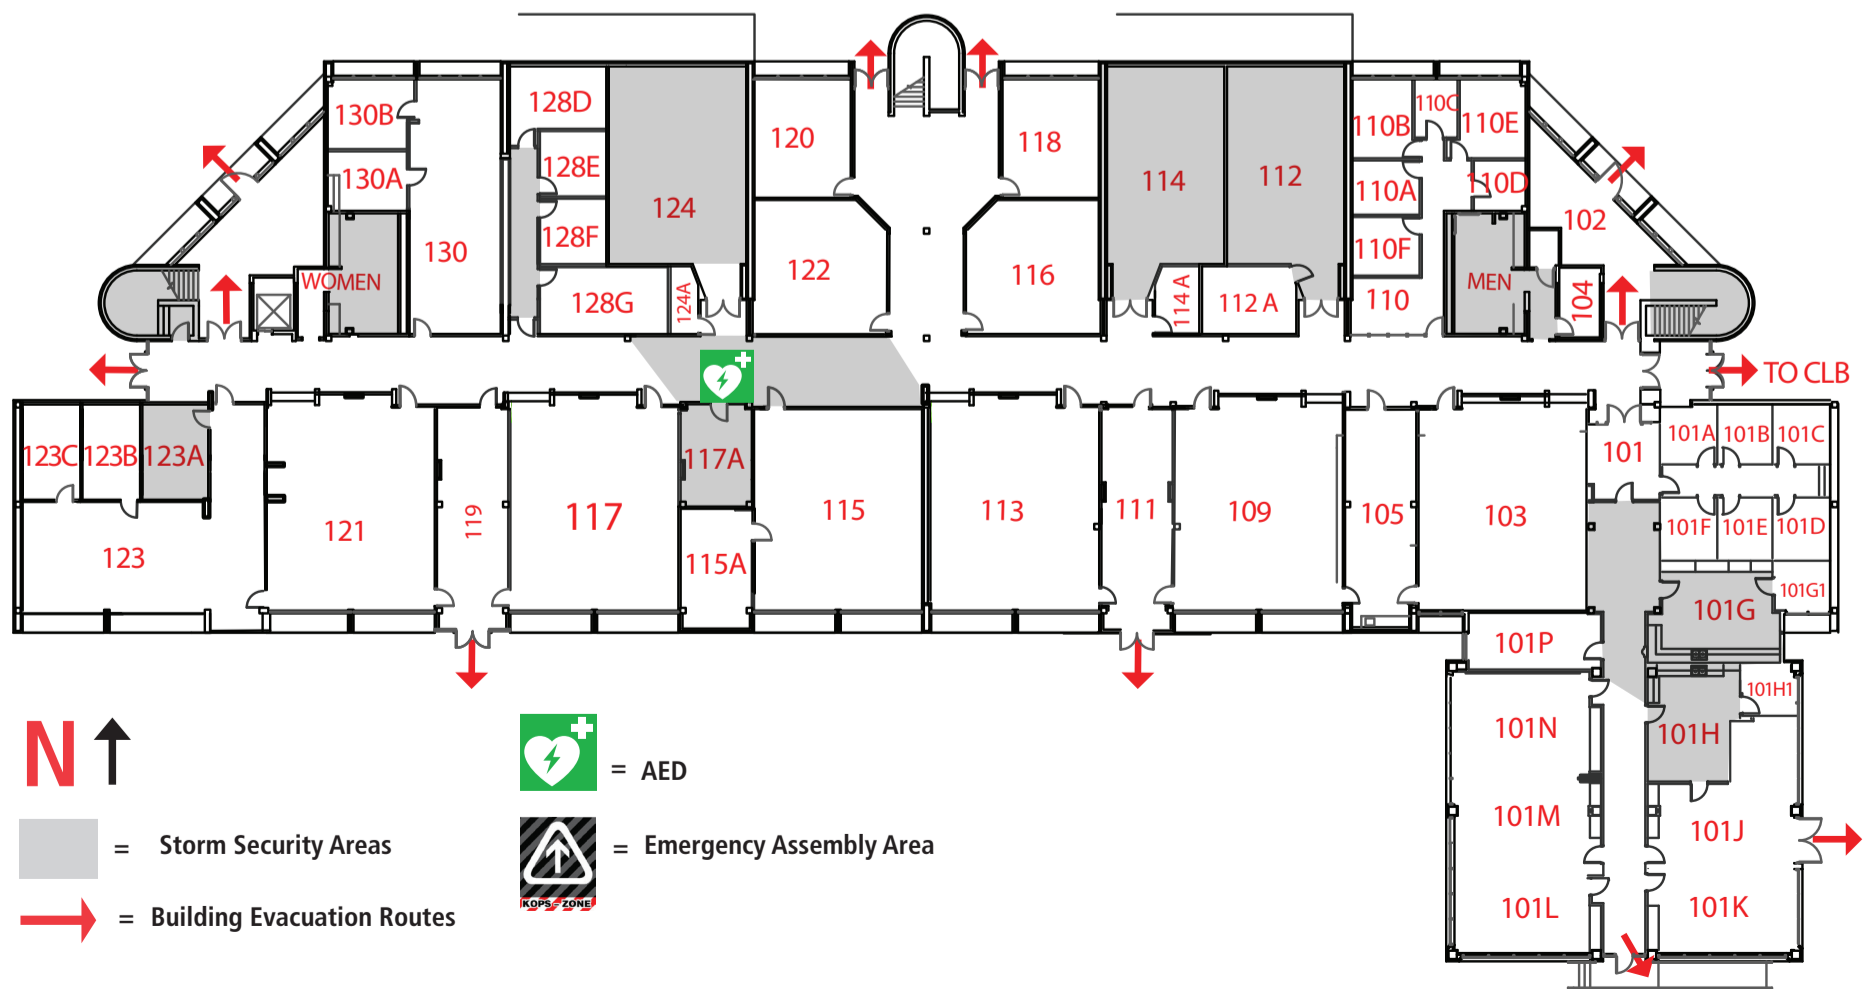 128D
130B
120
118
110B
110C
110E
128E
130A
110A
110D
114
112
124
128F
102
130
122
116
110F
WOMEN
128G
124A
114 A
112 A
110
MEN
104
TO CLB
123C
123B
123A
117A
101
101A
101B
101C
121
119
117
115
113
111
109
105
103
101F
101E
101D
123
115A
101G
101G1
101P
101H1
101N
101H
101M
101J
101L
101K
N
= AED
= Storm Security Areas
= Emergency Assembly Area
KOPS - ZONE
= Building Evacuation Routes